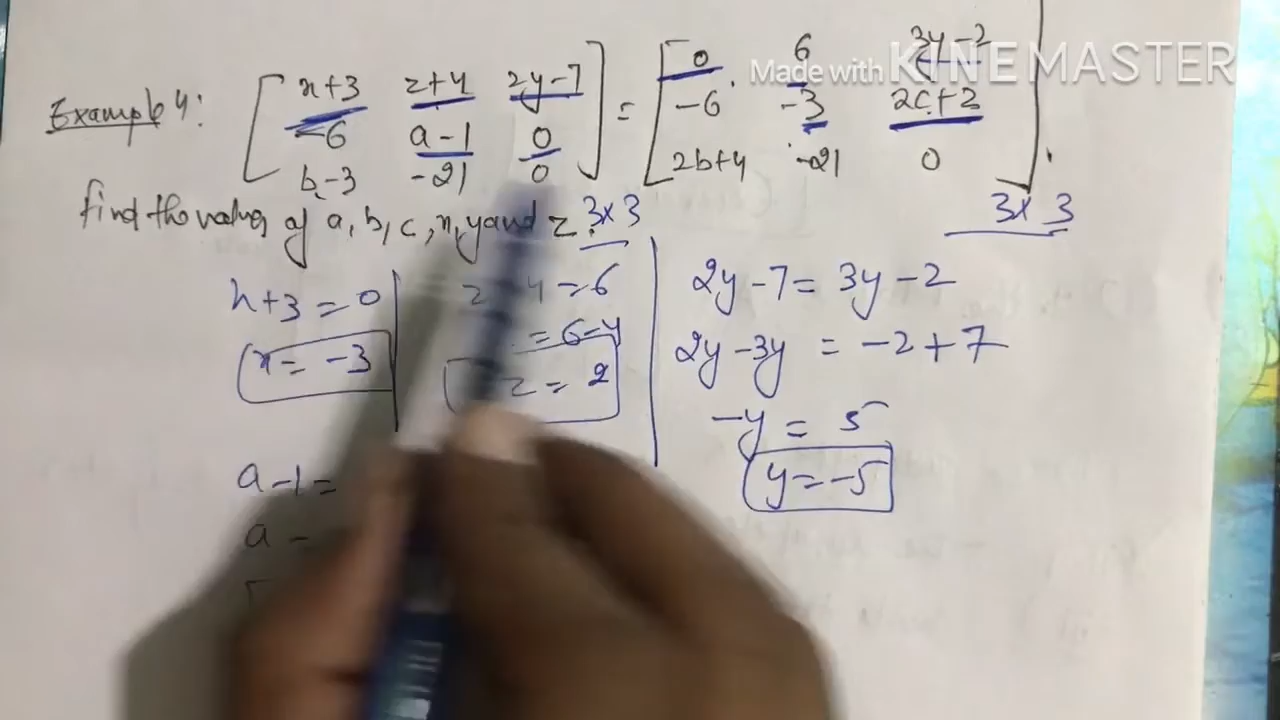 Made with KINEMASTER
Example 4: [ x+3 z+4 2y-7 ] = [ 0 6 3y-2 ]
-6 a-1 0 -6 -3 2c+2
b-3 -21 0 2b+4 -21 0
find the values of a, b, c, x, y and z. 3x3 3x3
x+3=0 z 4=6 2y-7= 3y-2
x= -3 = 6-4 2y-3y = -2+7
z = 2 -y = 5
a-1= y=-5
a -